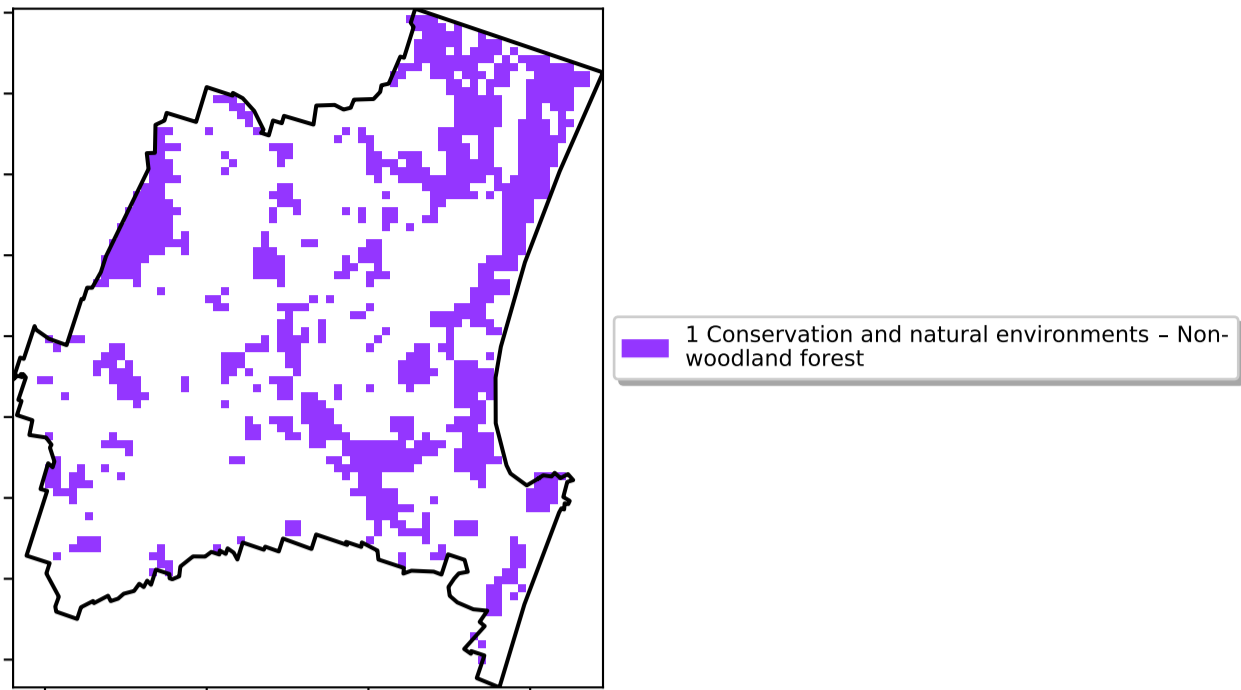 1 Conservation and natural environments – Non-
woodland forest